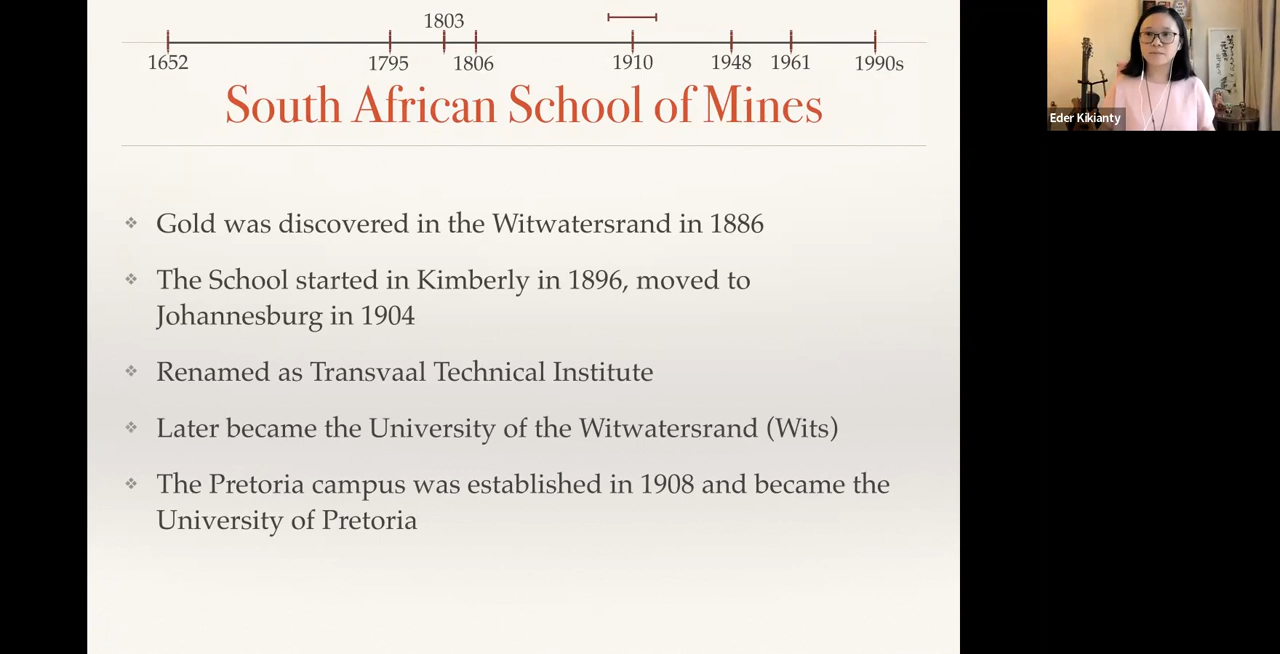 1803
1652 1795 1806 1910 1948 1961 1990s
South African School of Mines
❖ Gold was discovered in the Witwatersrand in 1886
❖ The School started in Kimberly in 1896, moved to
Johannesburg in 1904
❖ Renamed as Transvaal Technical Institute
❖ Later became the University of the Witwatersrand (Wits)
❖ The Pretoria campus was established in 1908 and became the
University of Pretoria
Eder Kikianty